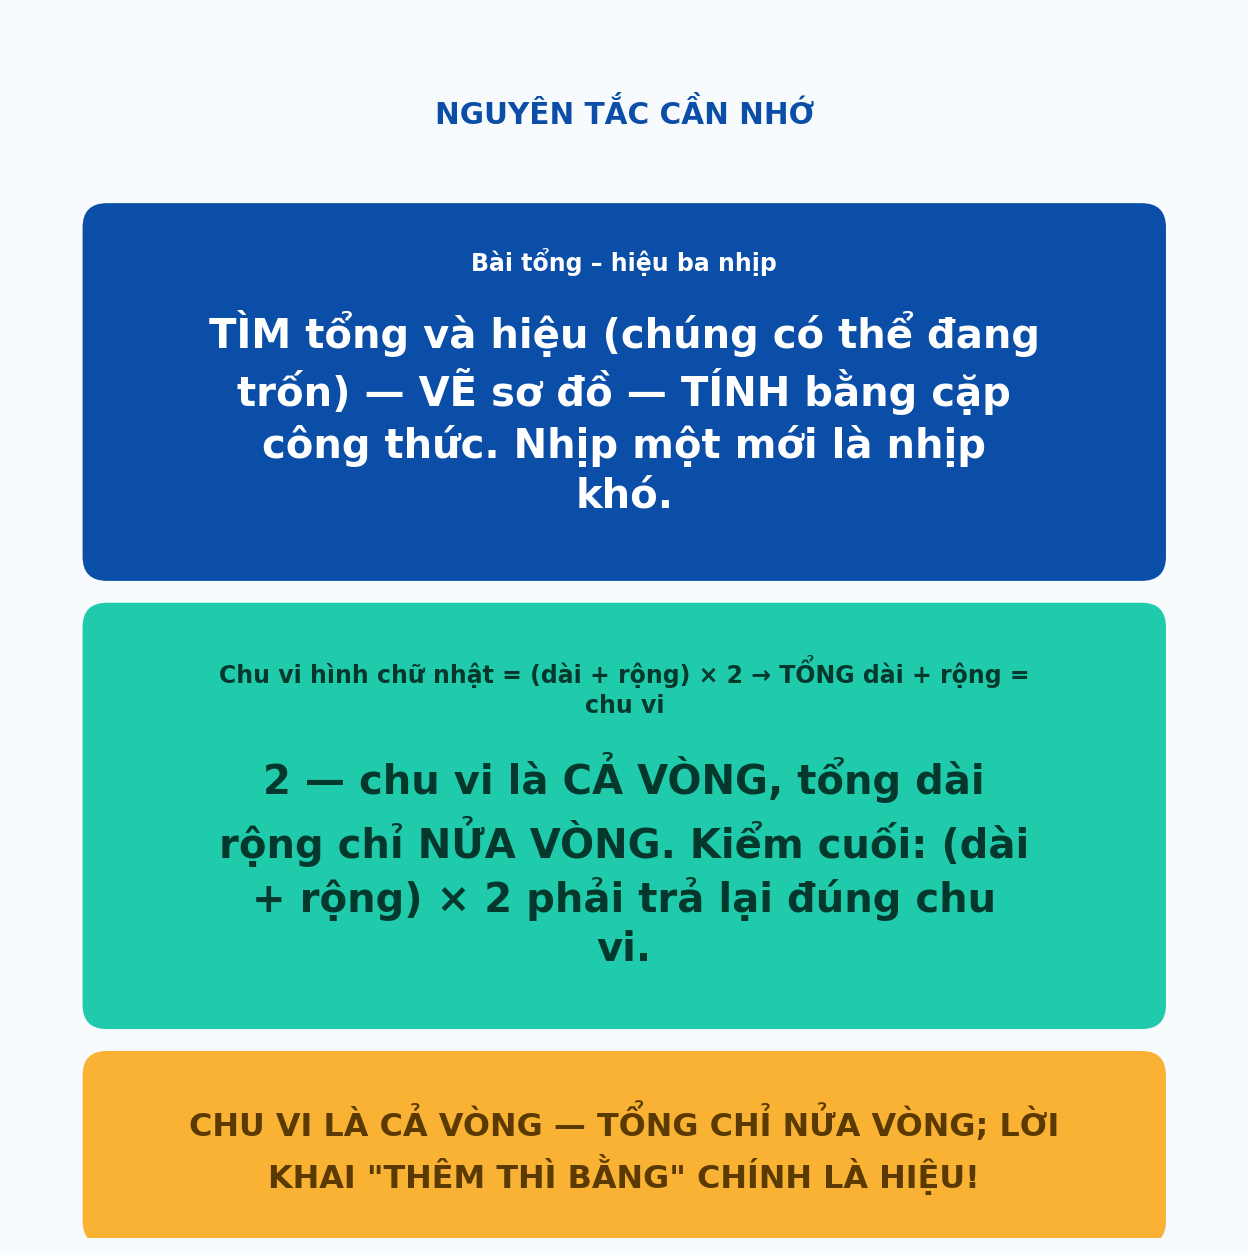 NGUYÊN TẮC CẦN NHỚ
Bài tổng – hiệu ba nhịp
TÌM tổng và hiệu (chúng có thể đang
trốn) — VẼ sơ đồ — TÍNH bằng cặp
công thức. Nhịp một mới là nhịp
khó.
Chu vi hình chữ nhật = (dài + rộng) × 2 → TỔNG dài + rộng =
chu vi
2 — chu vi là CẢ VÒNG, tổng dài
rộng chỉ NỬA VÒNG. Kiểm cuối: (dài
+ rộng) × 2 phải trả lại đúng chu
vi.
CHU VI LÀ CẢ VÒNG — TỔNG CHỈ NỬA VÒNG; LỜI
KHAI "THÊM THÌ BẰNG" CHÍNH LÀ HIỆU!